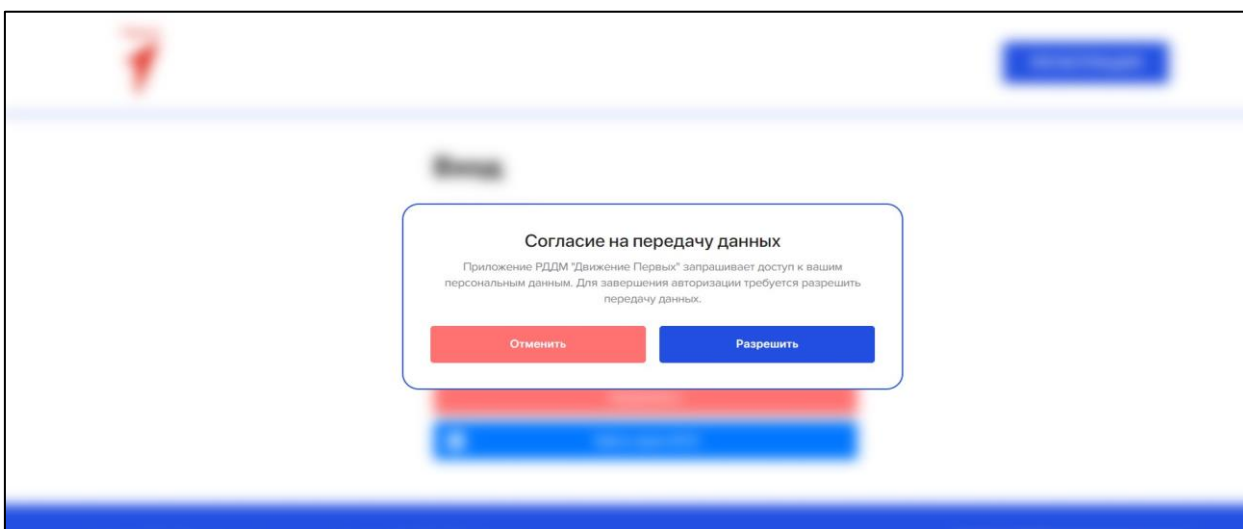 Вход
Согласие на передачу данных
Приложение РДДМ "Движение Первых" запрашивает доступ к вашим
персональным данным. Для завершения авторизации требуется разрешить
передачу данных.
Отменить
Разрешить